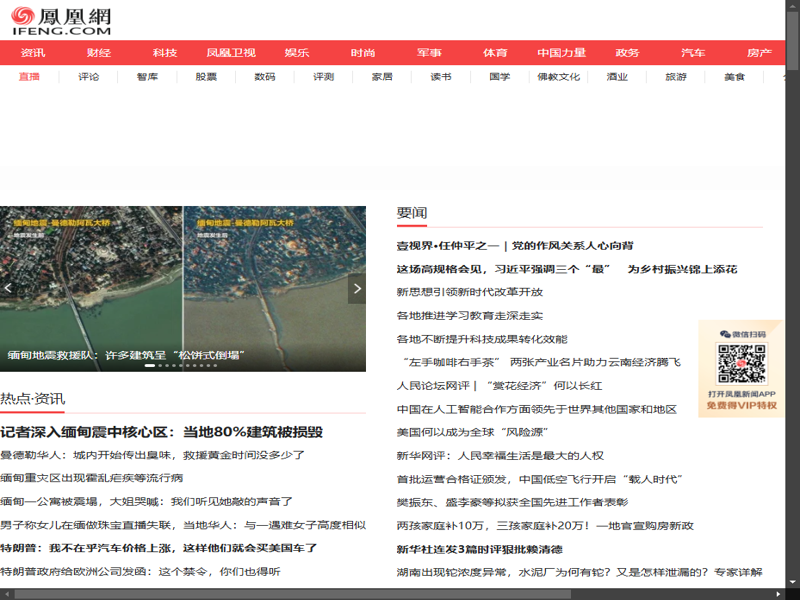 鳳凰網
IFENG.COM
资讯 财经 科技 凤凰卫视 娱乐 时尚 军事 体育 中国力量 政务 汽车 房产
直播 评论 智库 股票 数码 评测 家居 读书 国学 佛教文化 酒业 旅游 美食
缅甸地震-曼德勒阿瓦大桥
地震发生前
缅甸地震-曼德勒阿瓦大桥
地震发生后
缅甸地震救援队：许多建筑呈“松饼式倒塌”
热点·资讯
记者深入缅甸震中核心区：当地80%建筑被损毁
曼德勒华人：城内开始传出臭味，救援黄金时间没多少了
缅甸重灾区出现霍乱疟疾等流行病
缅甸一公寓被震塌，大姐哭喊：我们听见她敲的声音了
男子称女儿在缅做珠宝直播失联，当地华人：与一遇难女子高度相似
特朗普：我不在乎汽车价格上涨，这样他们就会买美国车了
特朗普政府给欧洲公司发函：这个禁令，你们也得听
要闻
壹视界·任仲平之一｜党的作风关系人心向背
这场高规格会见，习近平强调三个“最” 为乡村振兴锦上添花
新思想引领新时代改革开放
各地推进学习教育走深走实
各地不断提升科技成果转化效能
“左手咖啡右手茶” 两张产业名片助力云南经济腾飞
人民论坛网评｜“赏花经济”何以长红
中国在人工智能合作方面领先于世界其他国家和地区
美国何以成为全球“风险源”
新华网评：人民幸福生活是最大的人权
首批运营合格证颁发，中国低空飞行开启“载人时代”
樊振东、盛李豪等拟获全国先进工作者表彰
两孩家庭补10万，三孩家庭补20万！一地官宣购房新政
新华社连发3篇时评狠批赖清德
湖南出现铊浓度异常，水泥厂为何有铊？又是怎样泄漏的？专家详解
微信扫码
打开凤凰新闻APP
免费得VIP特权